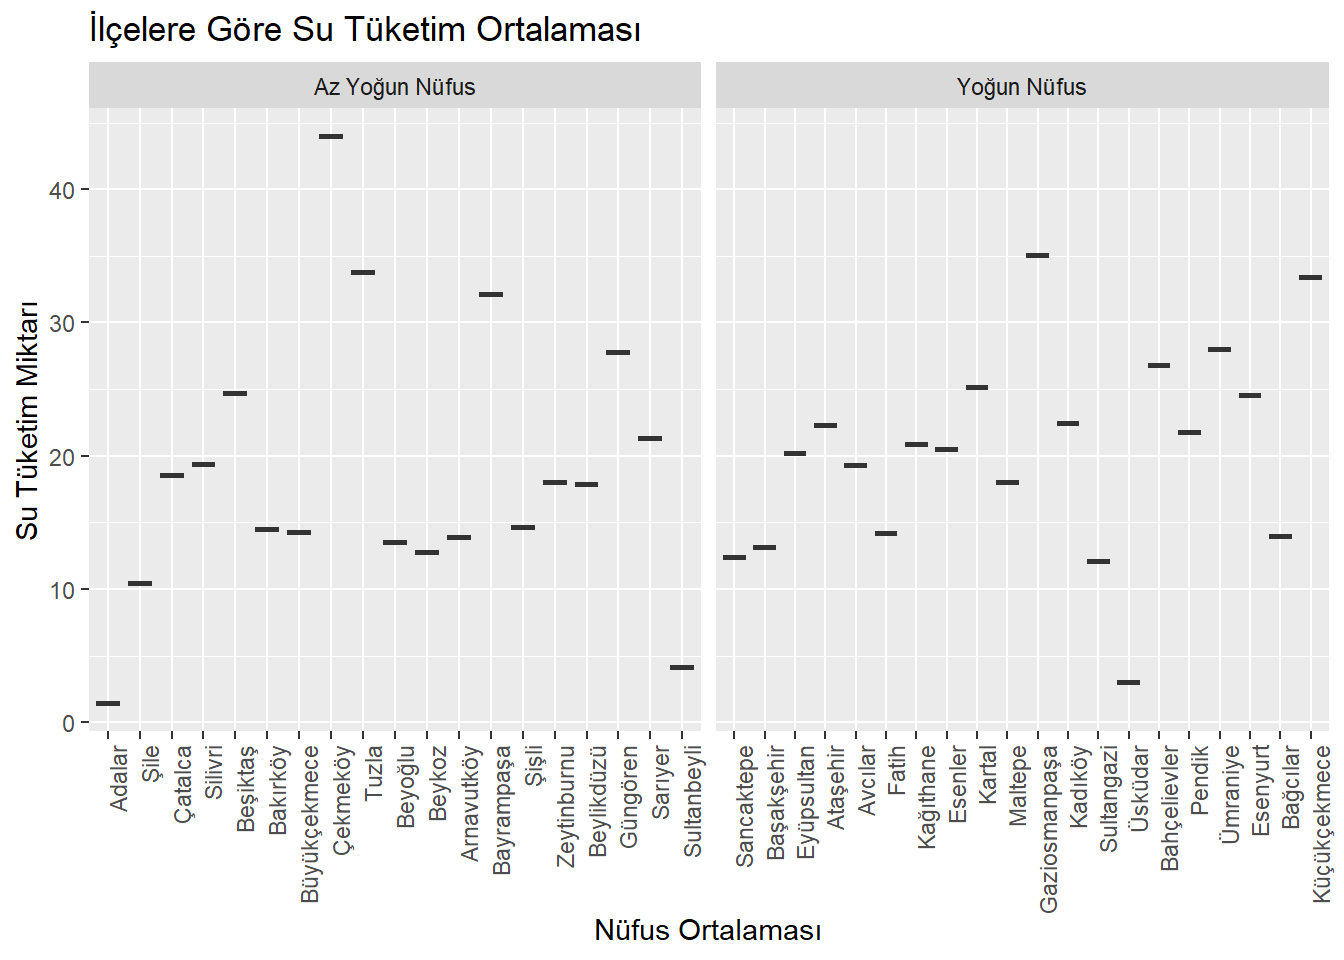 İlçelere Göre Su Tüketim Ortalaması
Az Yoğun Nüfus
Yoğun Nüfus
Su Tüketim Miktarı
40
30
20
10
0
Adalar
Şile
Çatalca
Silivri
Beşiktaş
Bakırköy
Büyükçekmece
Çekmeköy
Tuzla
Beyoğlu
Beykoz
Arnavutköy
Bayrampaşa
Şişli
Zeytinburnu
Beylikdüzü
Güngören
Sarıyer
Sultanbeyli
Sancaktepe
Başakşehir
Eyüpsultan
Ataşehir
Avcılar
Fatih
Kağıthane
Esenler
Kartal
Maltepe
Gaziosmanpaşa
Kadıköy
Sultangazi
Üsküdar
Bahçelievler
Pendik
Ümraniye
Esenyurt
Bağcılar
Küçükçekmece
Nüfus Ortalaması